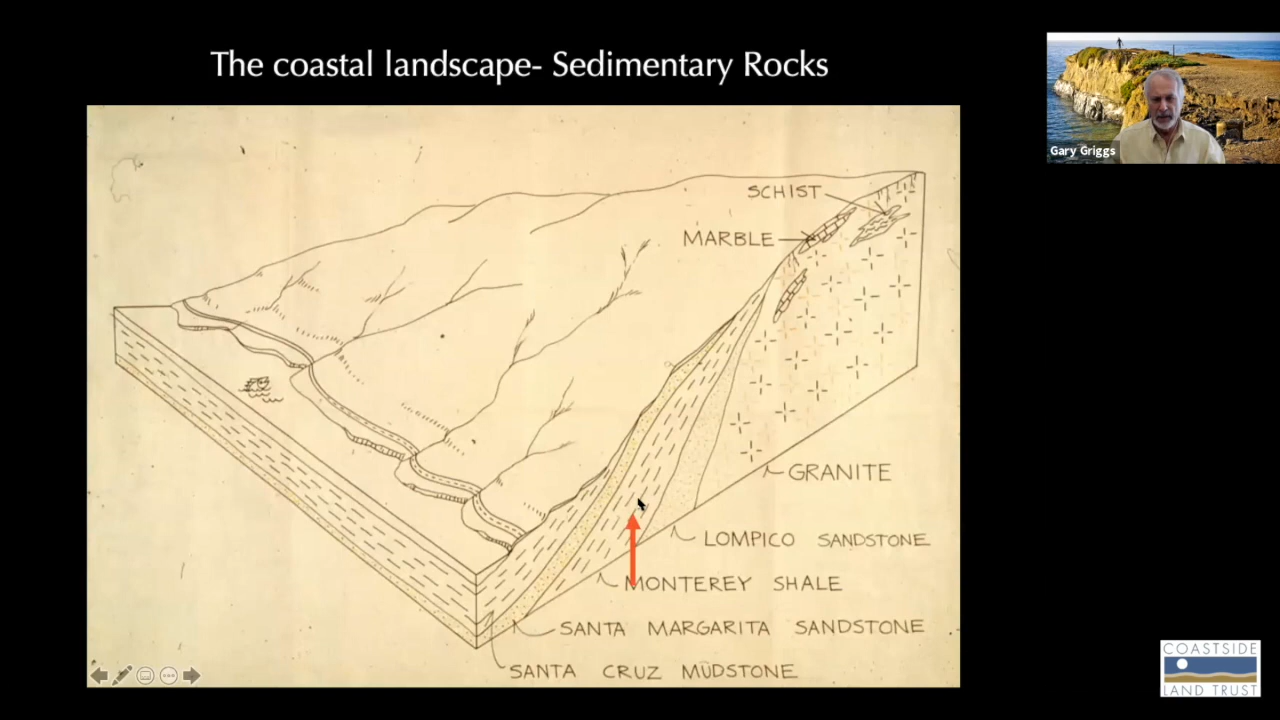 The coastal landscape- Sedimentary Rocks
Gary Griggs
SCHIST
MARBLE
GRANITE
LOMPICO SANDSTONE
MONTEREY SHALE
SANTA MARGARITA SANDSTONE
SANTA CRUZ MUDSTONE
COASTSIDE
LAND TRUST